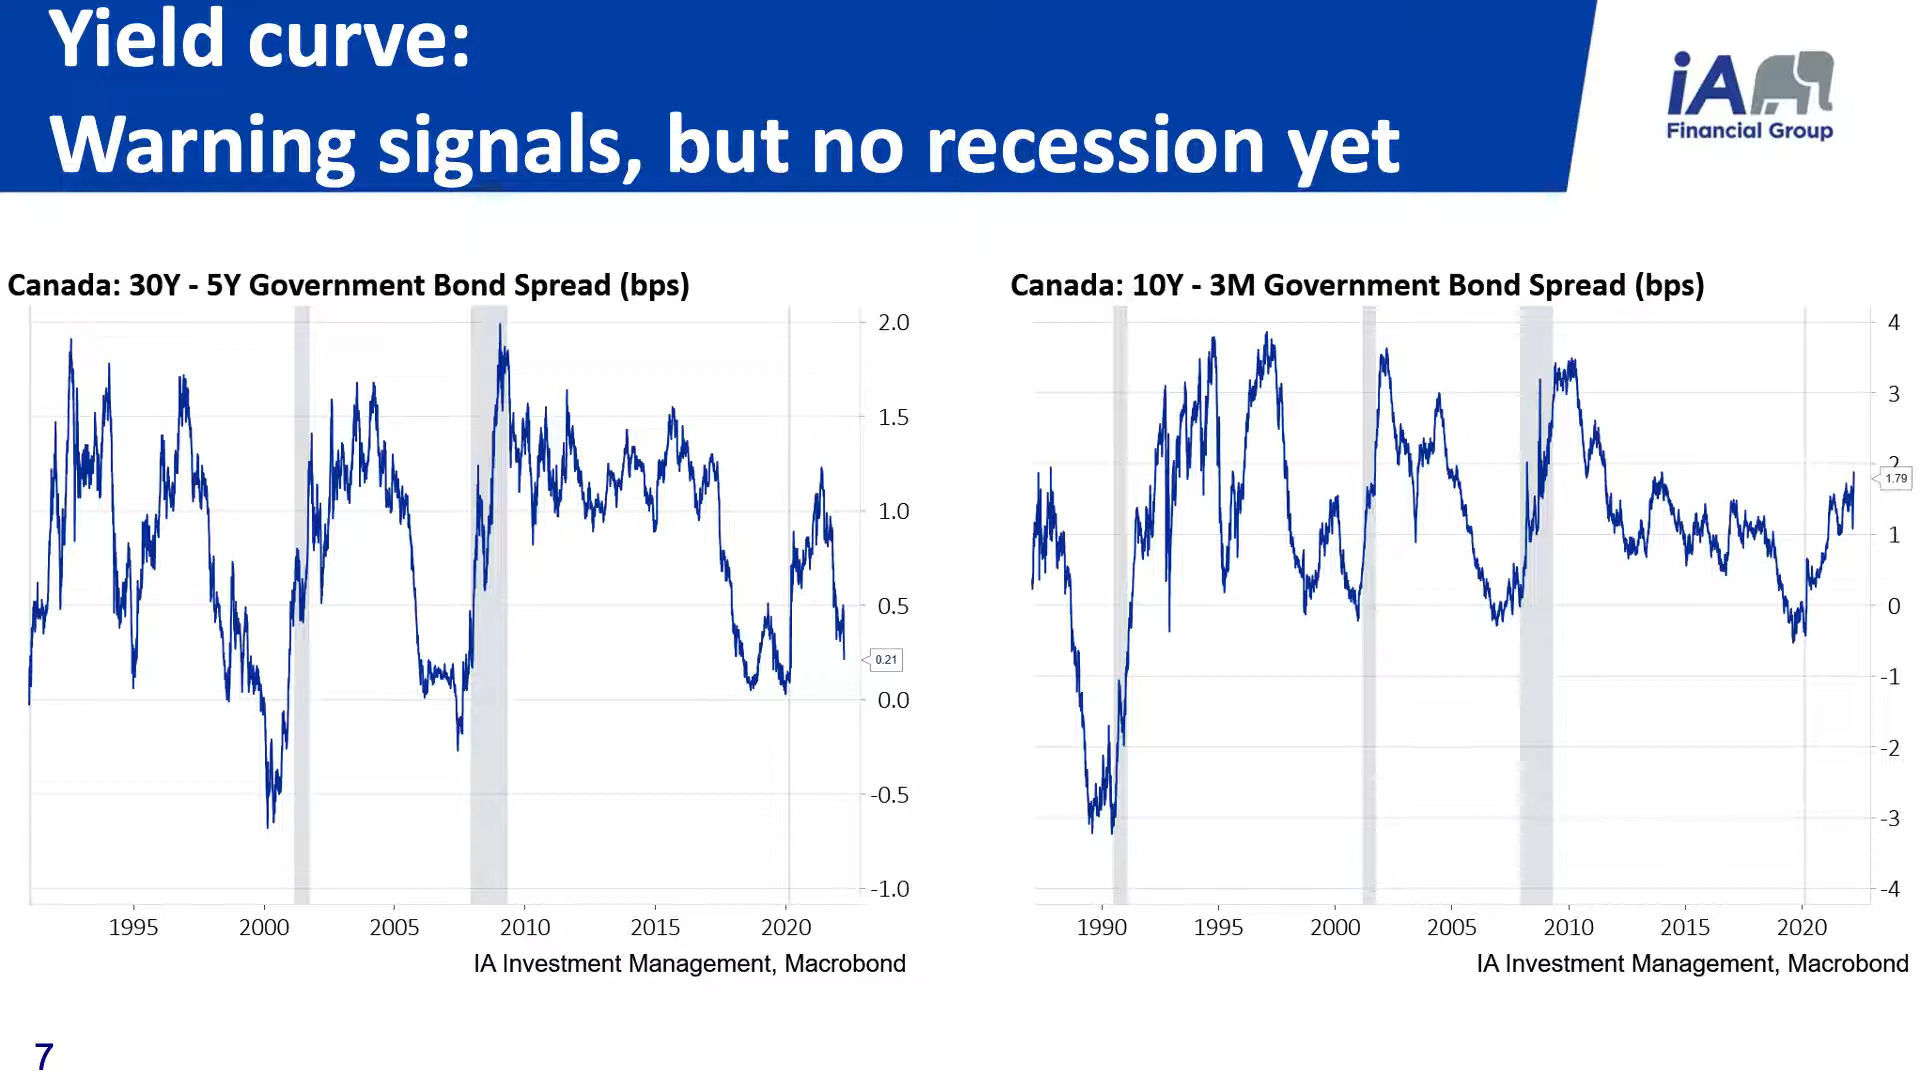 Yield curve:
Warning signals, but no recession yet
iA
Financial Group
Canada: 30Y - 5Y Government Bond Spread (bps)
2.0
1.5
1.0
0.5
0.21
0.0
-0.5
-1.0
1995 2000 2005 2010 2015 2020
IA Investment Management, Macrobond
Canada: 10Y - 3M Government Bond Spread (bps)
4
3
2
1.79
1
0
-1
-2
-3
-4
1990 1995 2000 2005 2010 2015 2020
IA Investment Management, Macrobond
7